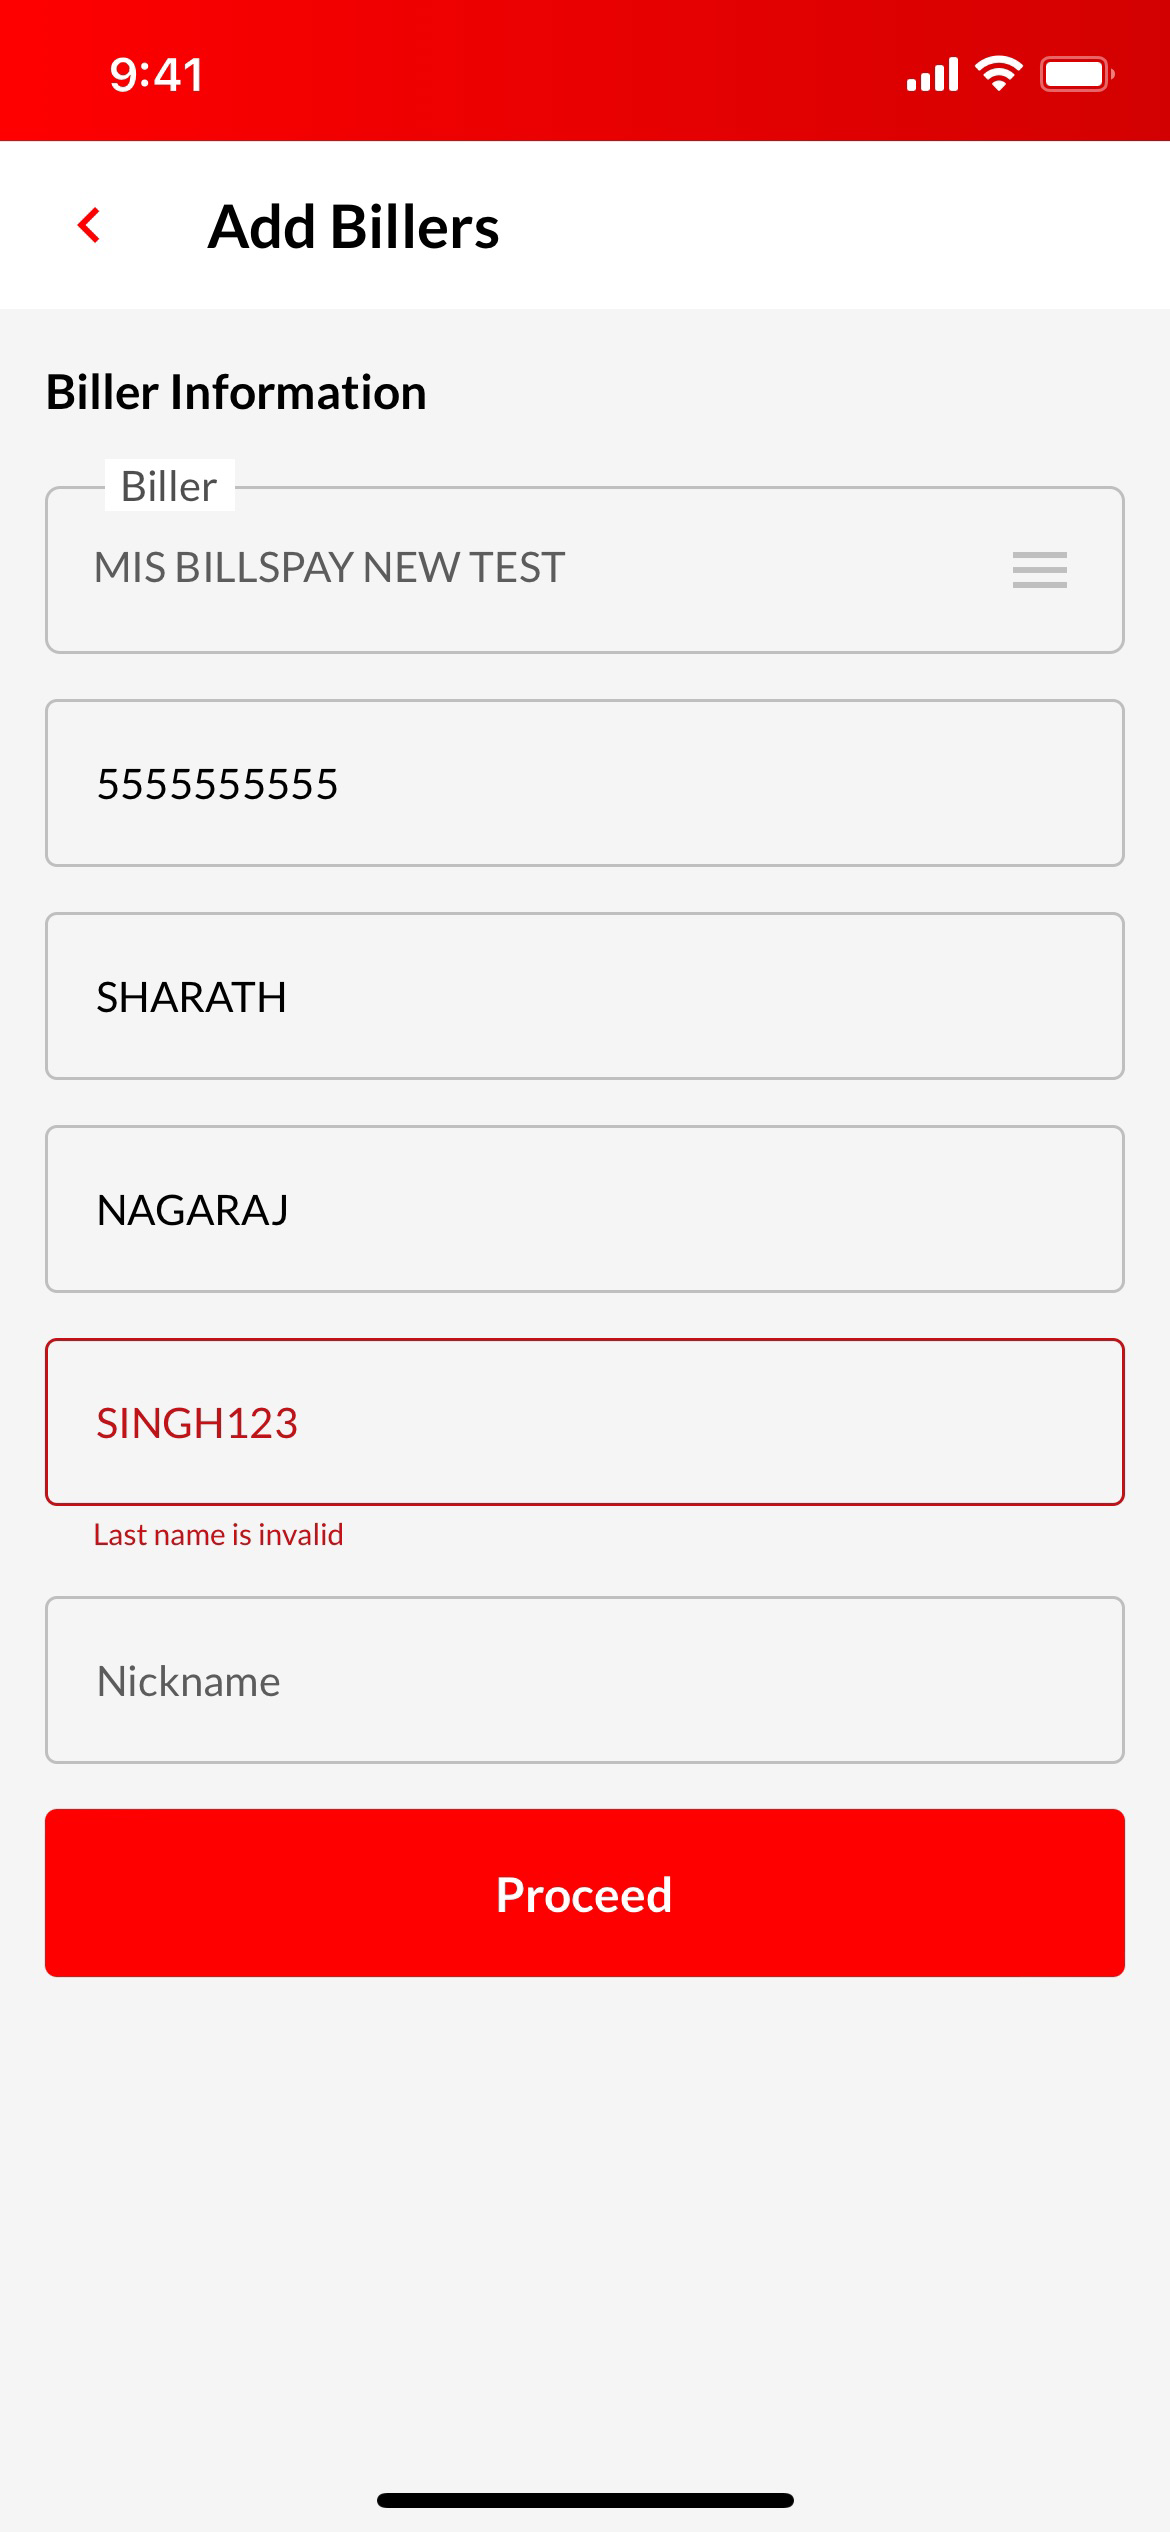 9:41
Add Billers
Biller Information
Biller
MIS BILLSPAY NEW TEST
5555555555
SHARATH
NAGARAJ
SINGH123
Last name is invalid
Nickname
Proceed